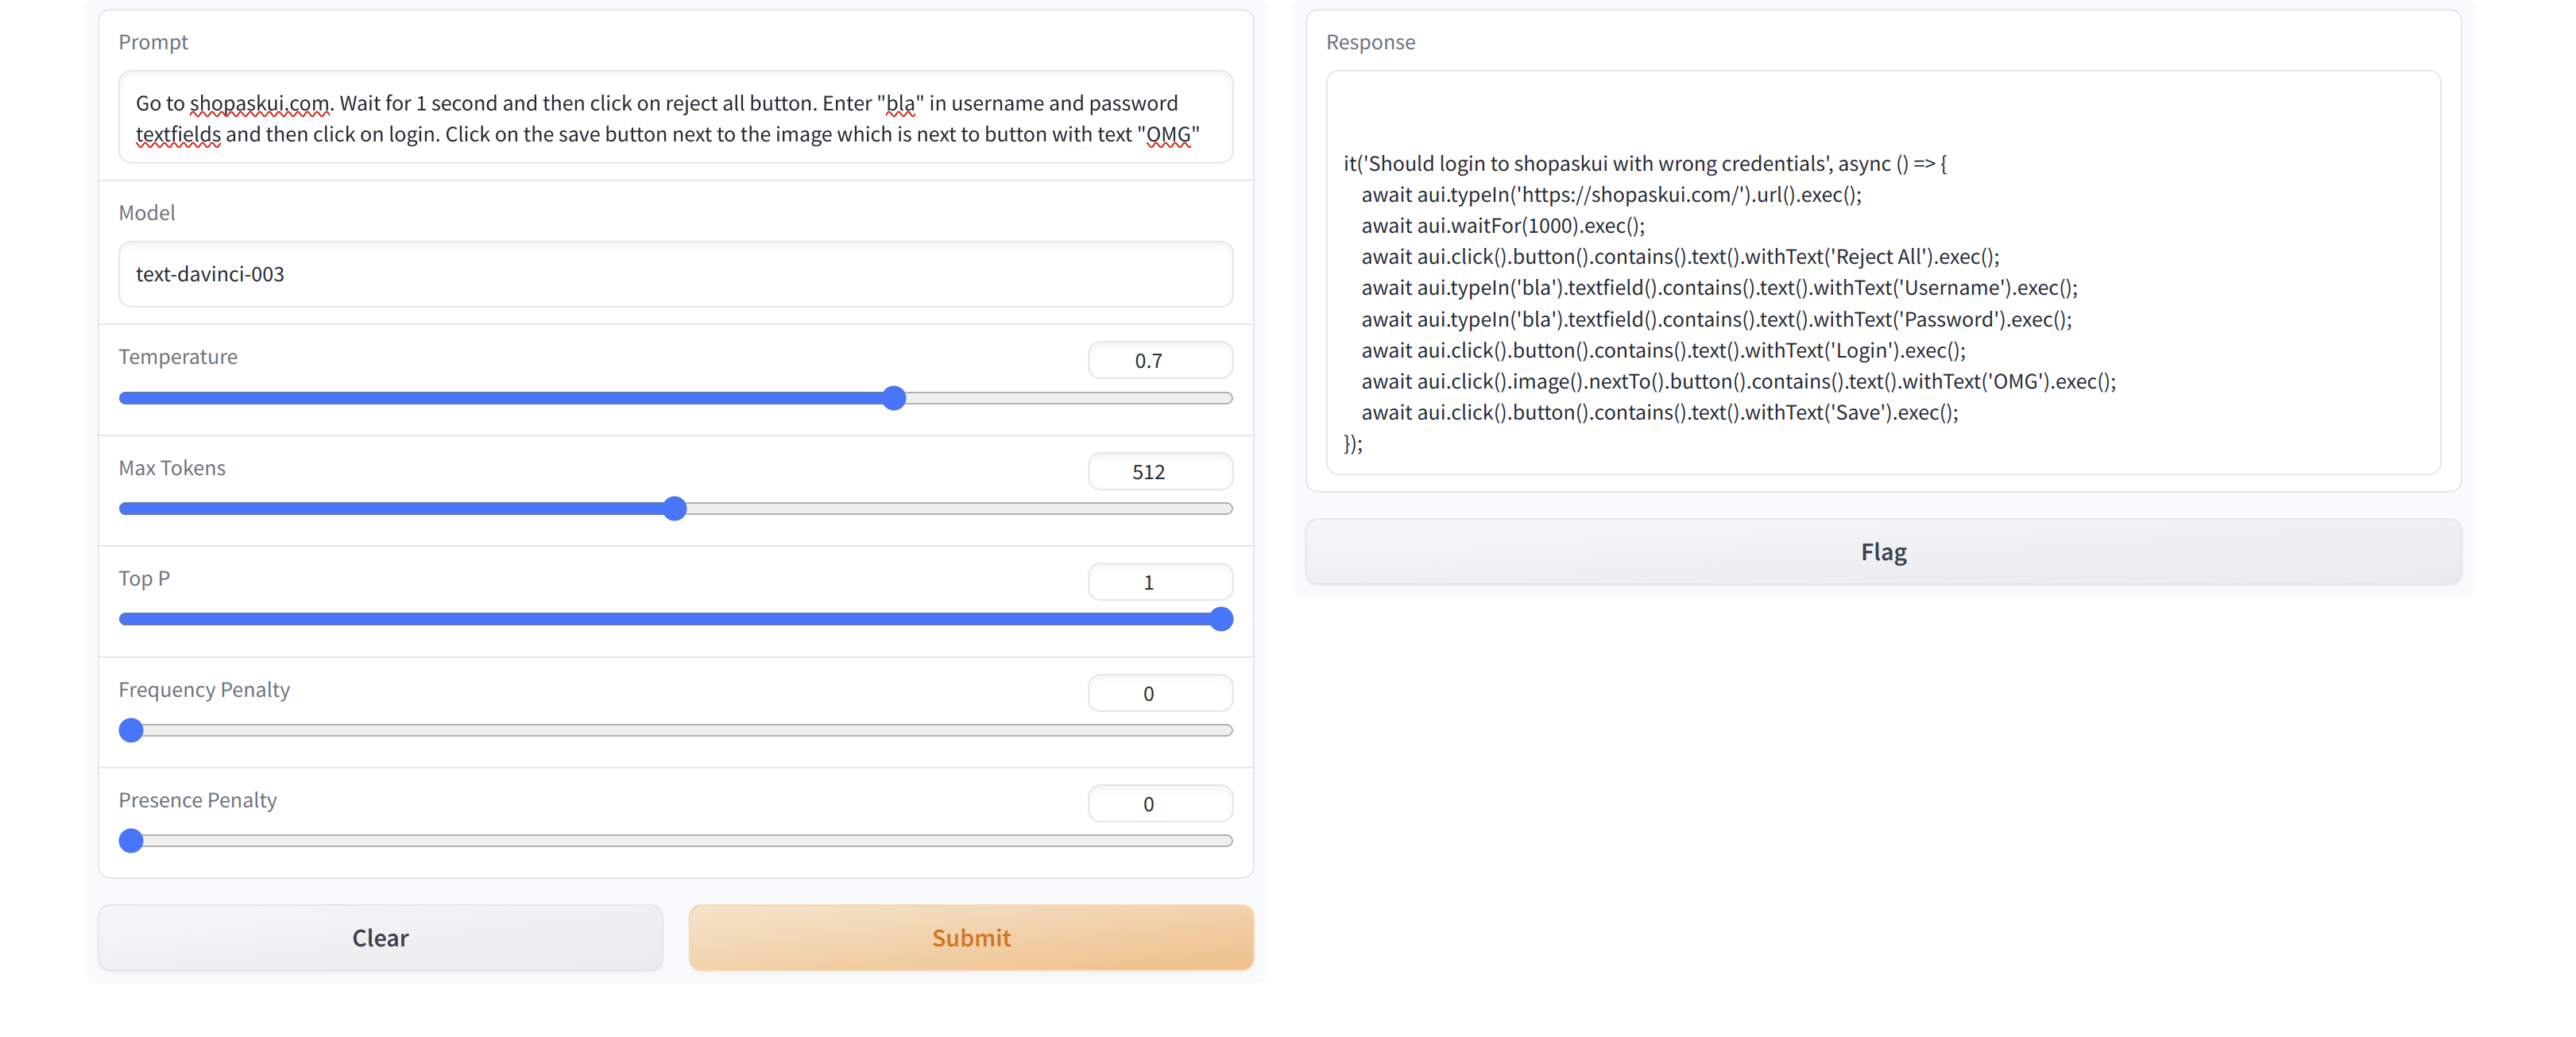 Prompt
Go to shopaskui.com. Wait for 1 second and then click on reject all button. Enter "bla" in username and password
textfields and then click on login. Click on the save button next to the image which is next to button with text "OMG"
Model
text-davinci-003
Temperature
0.7
Max Tokens
512
Top P
1
Frequency Penalty
0
Presence Penalty
0
Clear
Submit
Response
it('Should login to shopaskui with wrong credentials', async () => {
    await aui.typeIn('https://shopaskui.com/').url().exec();
    await aui.waitFor(1000).exec();
    await aui.click().button().contains().text().withText('Reject All').exec();
    await aui.typeIn('bla').textfield().contains().text().withText('Username').exec();
    await aui.typeIn('bla').textfield().contains().text().withText('Password').exec();
    await aui.click().button().contains().text().withText('Login').exec();
    await aui.click().image().nextTo().button().contains().text().withText('OMG').exec();
    await aui.click().button().contains().text().withText('Save').exec();
});
Flag